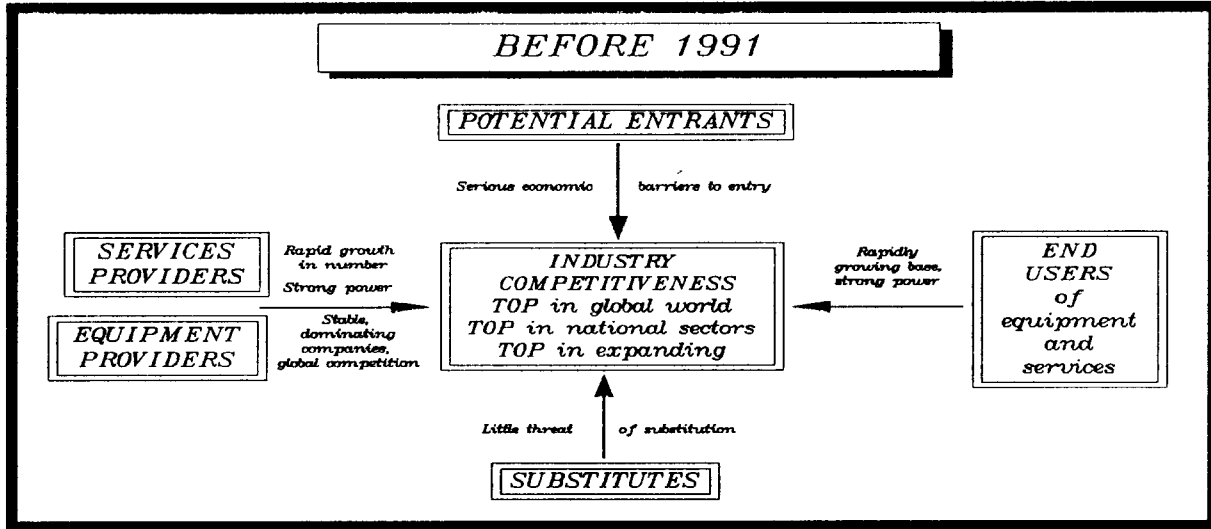 BEFORE 1991
POTENTIAL ENTRANTS
Serious economic barriers to entry
SERVICES
PROVIDERS
Rapid growth
in number
Strong power
EQUIPMENT
PROVIDERS
Stable,
dominating
companies,
global competition
INDUSTRY
COMPETITIVENESS
TOP in global world
TOP in national sectors
TOP in expanding
Rapidly
growing base,
strong power
END
USERS
of
equipment
and
services
Little threat of substitution
SUBSTITUTES